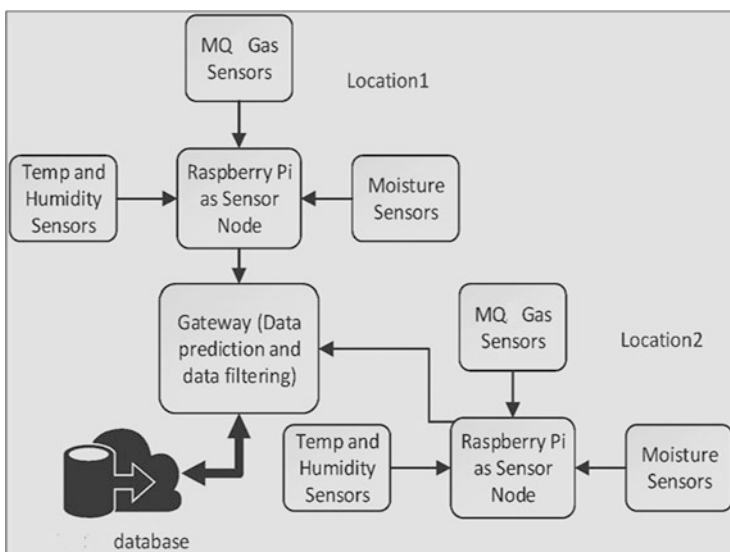 MQ Gas
Sensors
Location1
Temp and
Humidity
Sensors
Raspberry Pi
as Sensor
Node
Moisture
Sensors
Gateway (Data
prediction and
data filtering)
MQ Gas
Sensors
Location2
Temp and
Humidity
Sensors
Raspberry Pi
as Sensor
Node
Moisture
Sensors
database